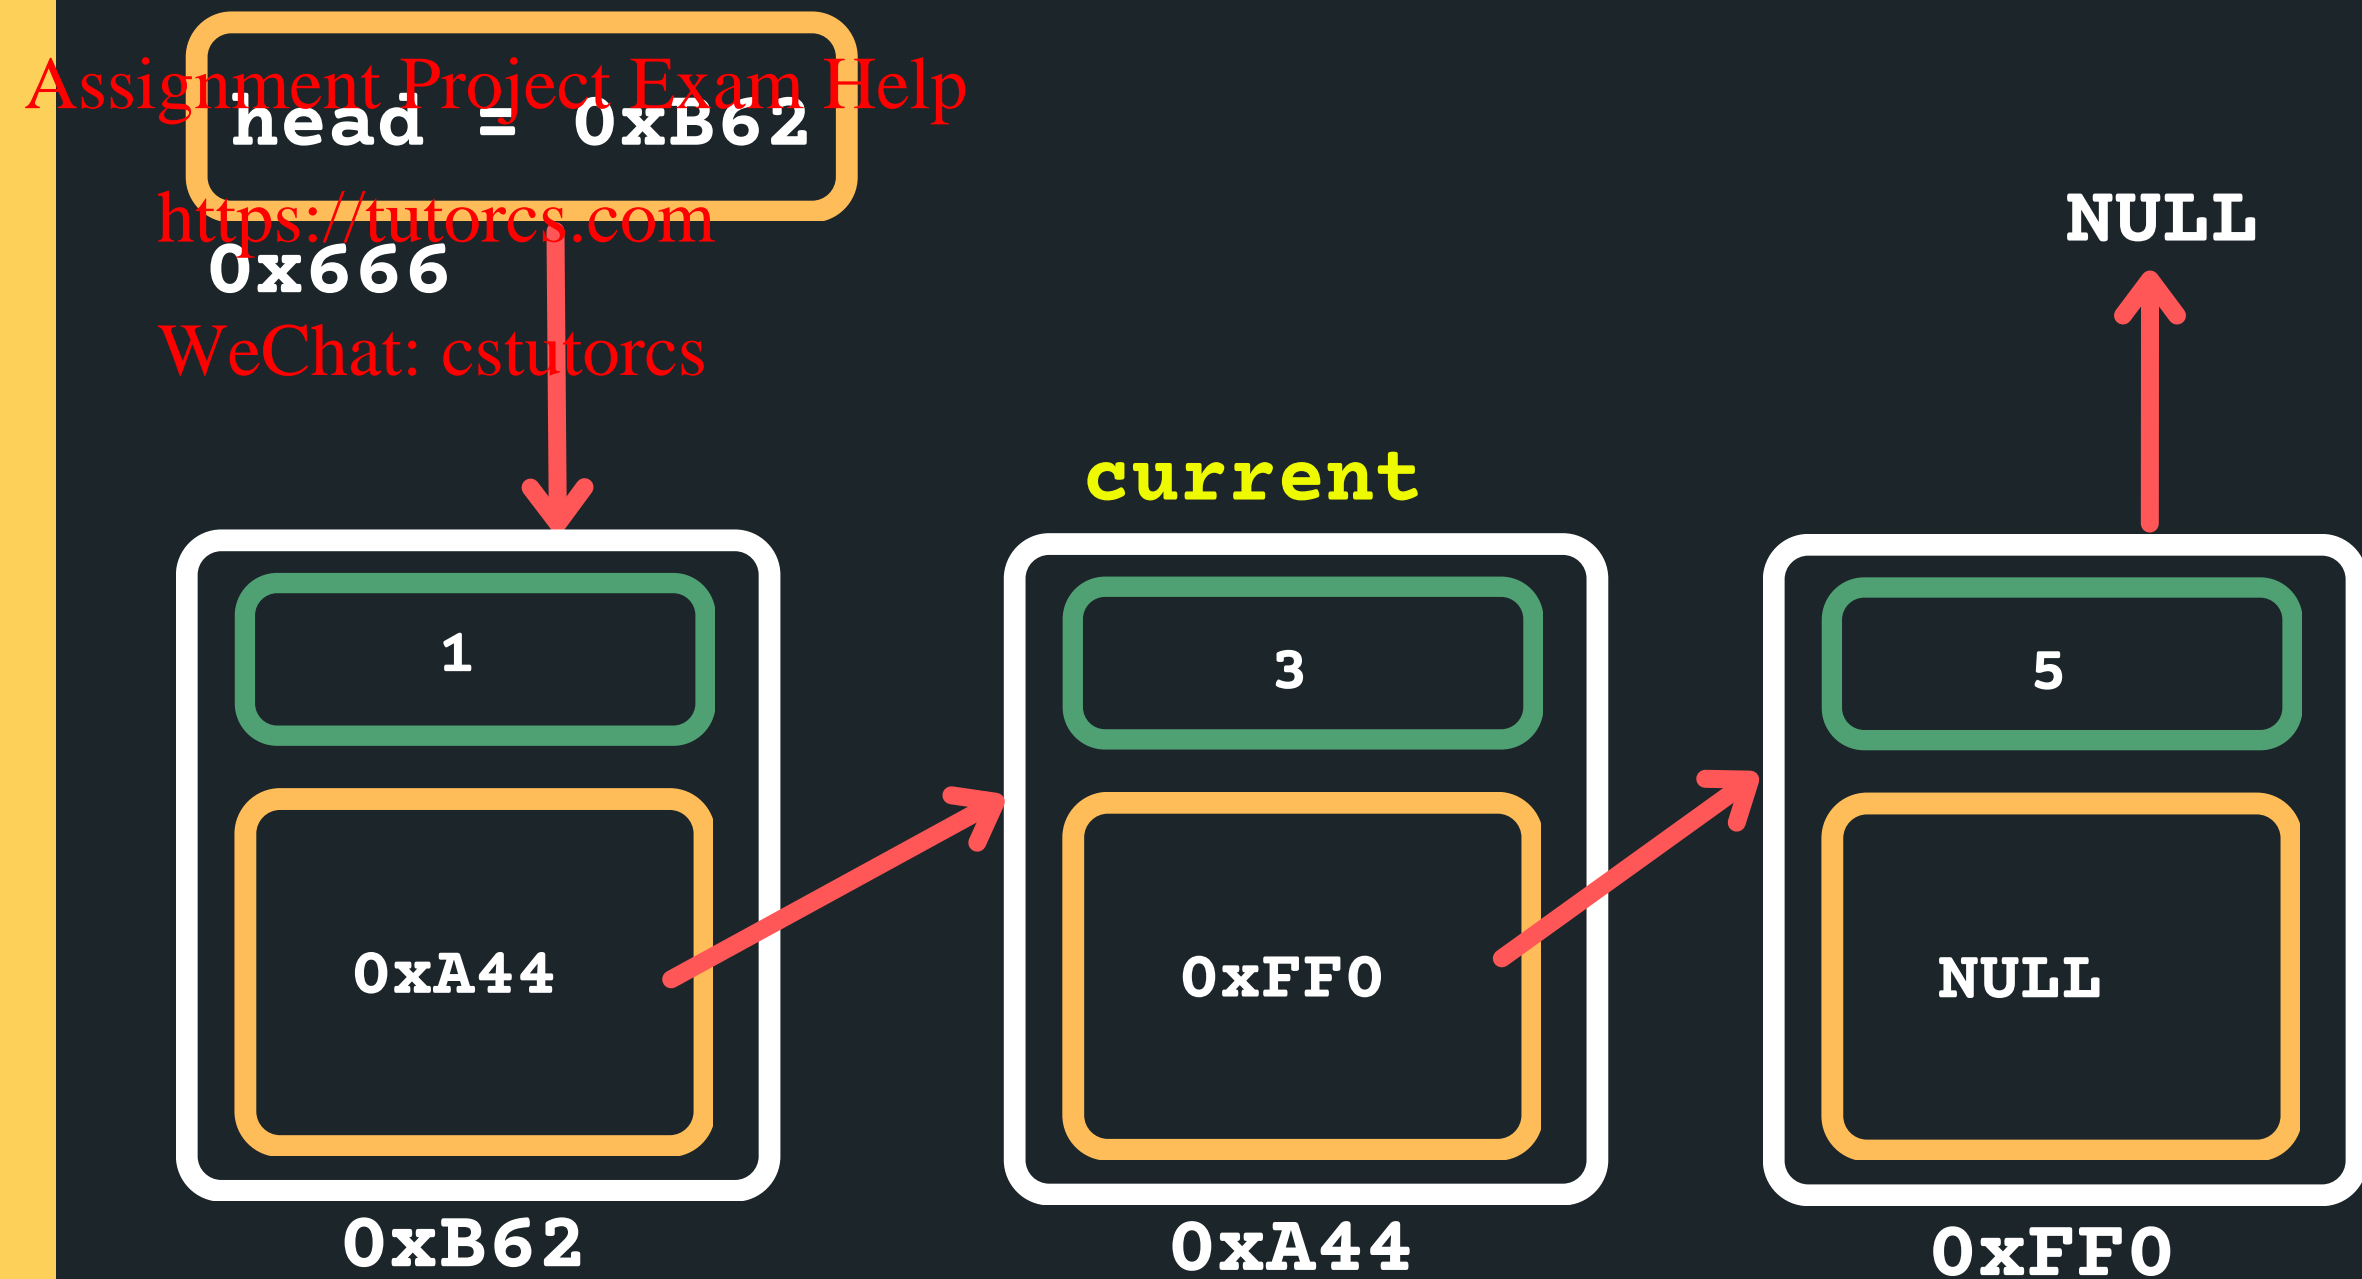 Assignment Project Exam Help
head = 0xB62
https://tutorcs.com
0x666
WeChat: cstutorcs
NULL
current
1
3
5
0xA44
0xFF0
NULL
0xB62
0xA44
0xFF0